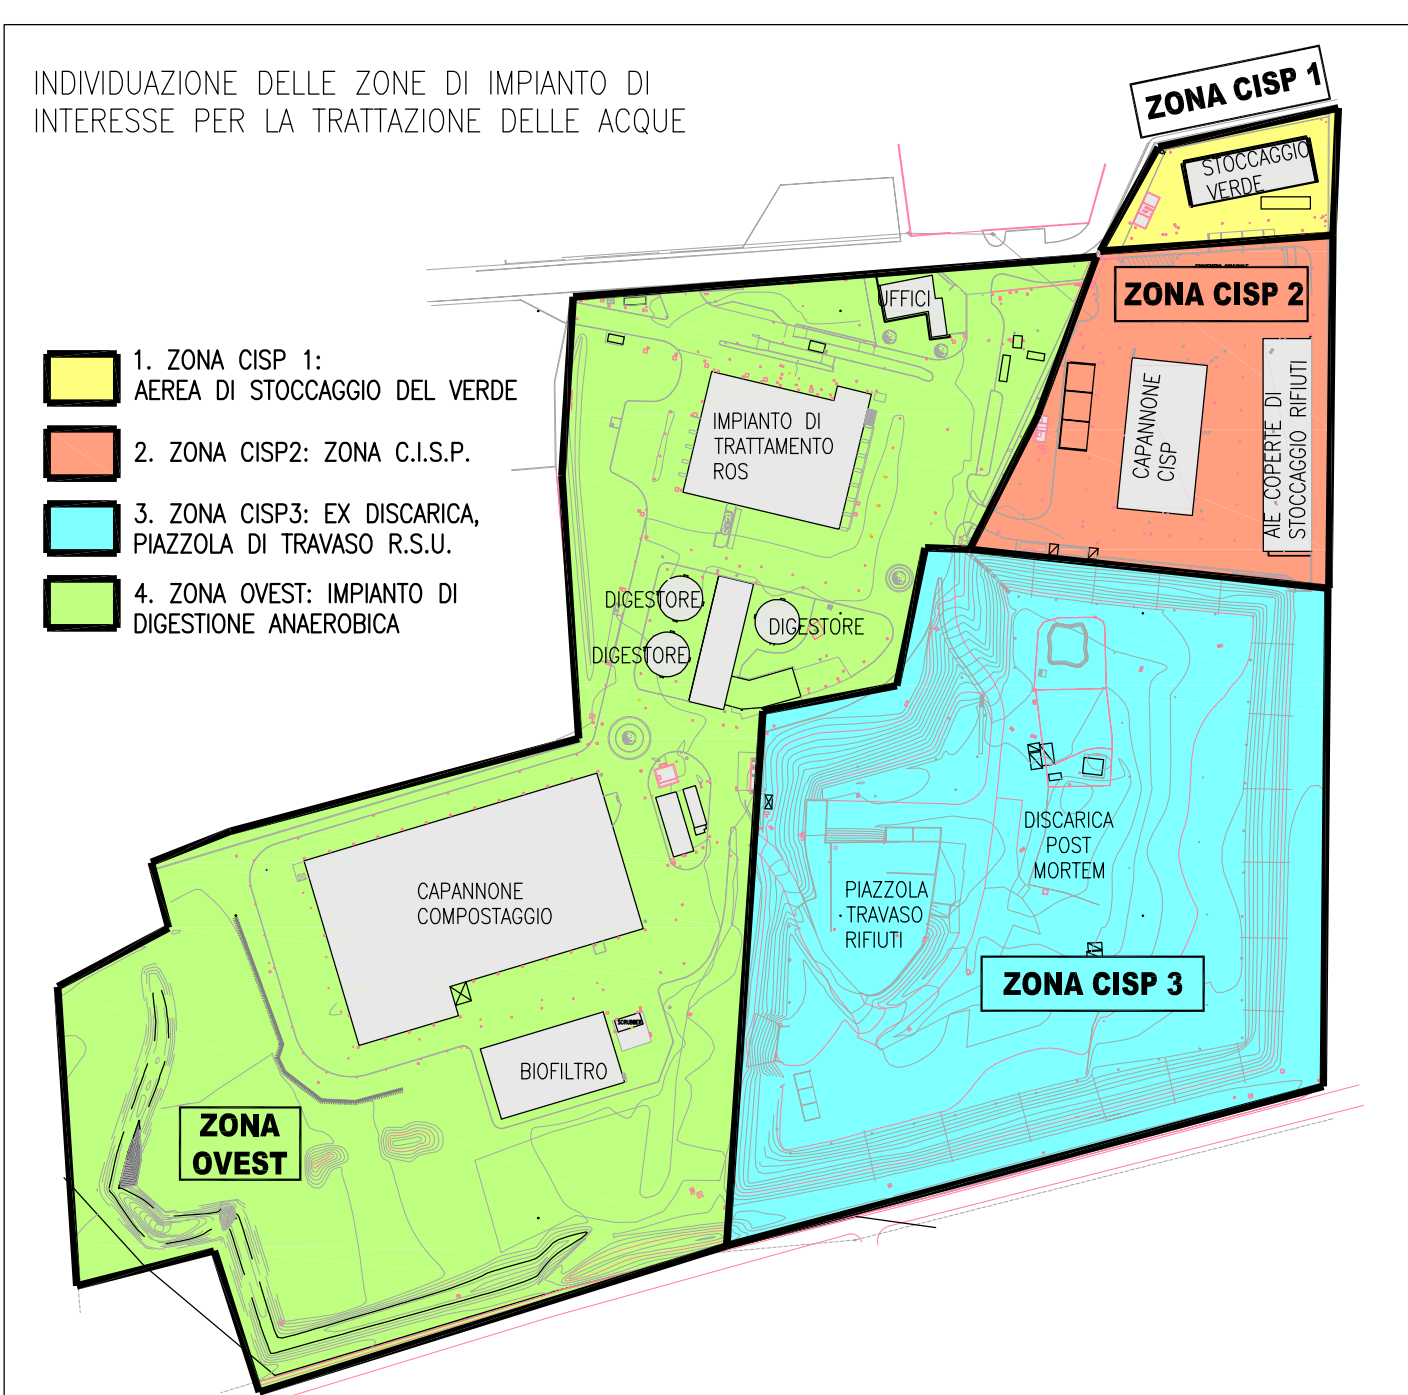 INDIVIDUAZIONE DELLE ZONE DI IMPIANTO DI
INTERESSE PER LA TRATTAZIONE DELLE ACQUE
ZONA CISP 1
STOCCAGGIO
VERDE
ZONA CISP 2
UFFICI
1. ZONA CISP 1:
AEREA DI STOCCAGGIO DEL VERDE
2. ZONA CISP2: ZONA C.I.S.P.
3. ZONA CISP3: EX DISCARICA,
PIAZZOLA DI TRAVASO R.S.U.
4. ZONA OVEST: IMPIANTO DI
DIGESTIONE ANAEROBICA
IMPIANTO DI
TRATTAMENTO
ROS
CAPANNONE
CISP
AIE COPERTE DI
STOCCAGGIO RIFIUTI
DIGESTORE
DIGESTORE
DIGESTORE
DISCARICA
POST
MORTEM
PIAZZOLA
TRAVASO
RIFIUTI
CAPANNONE
COMPOSTAGGIO
ZONA CISP 3
SCRUBBER
BIOFILTRO
ZONA
OVEST